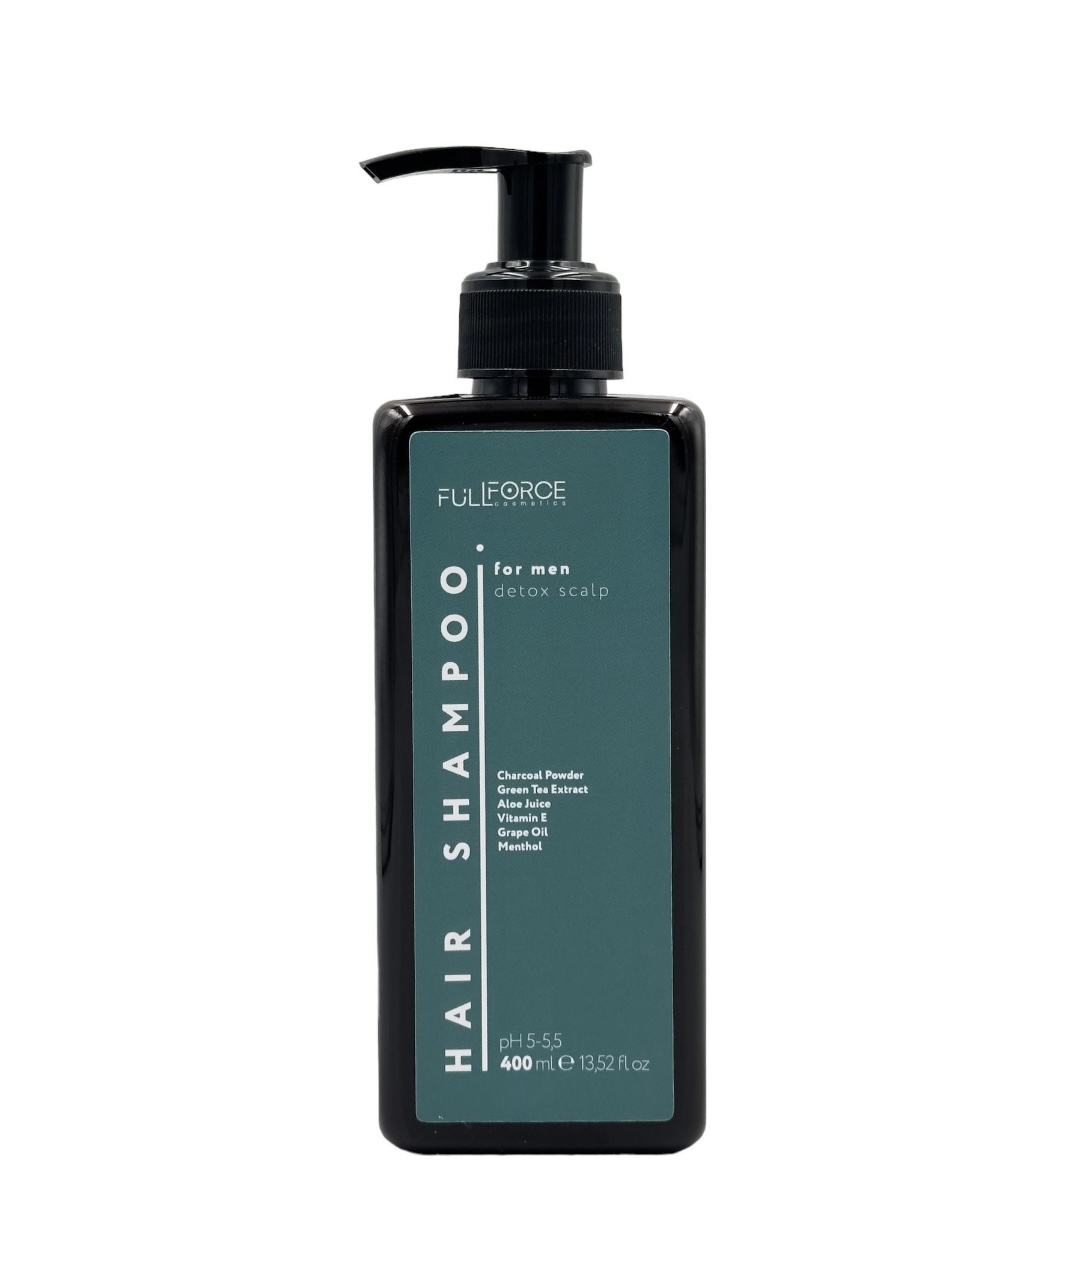 FULLFORCE
cosmetics
HAIR SHAMPOO.
for men
detox scalp
Charcoal Powder
Green Tea Extract
Aloe Juice
Vitamin E
Grape Oil
Menthol
pH 5-5,5
400 ml ℮ 13,52 fl oz